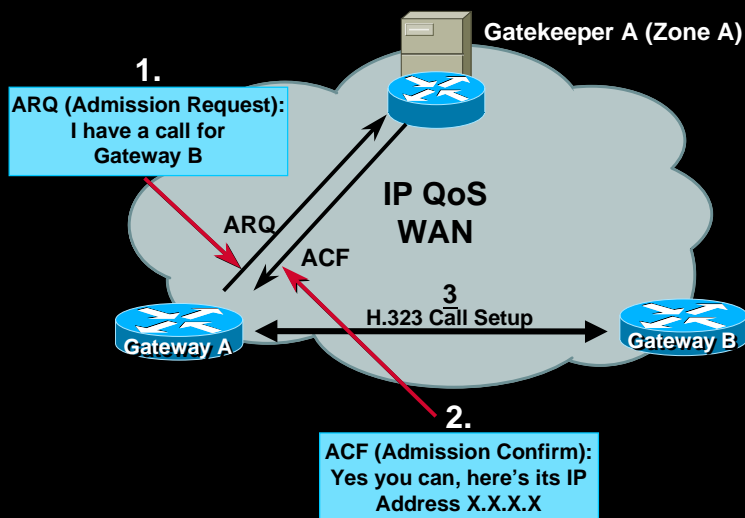 Gatekeeper A (Zone A)
1.
ARQ (Admission Request):
I have a call for
Gateway B
IP QoS
WAN
ARQ
ACF
3
H.323 Call Setup
Gateway A
Gateway B
2.
ACF (Admission Confirm):
Yes you can, here's its IP
Address X.X.X.X